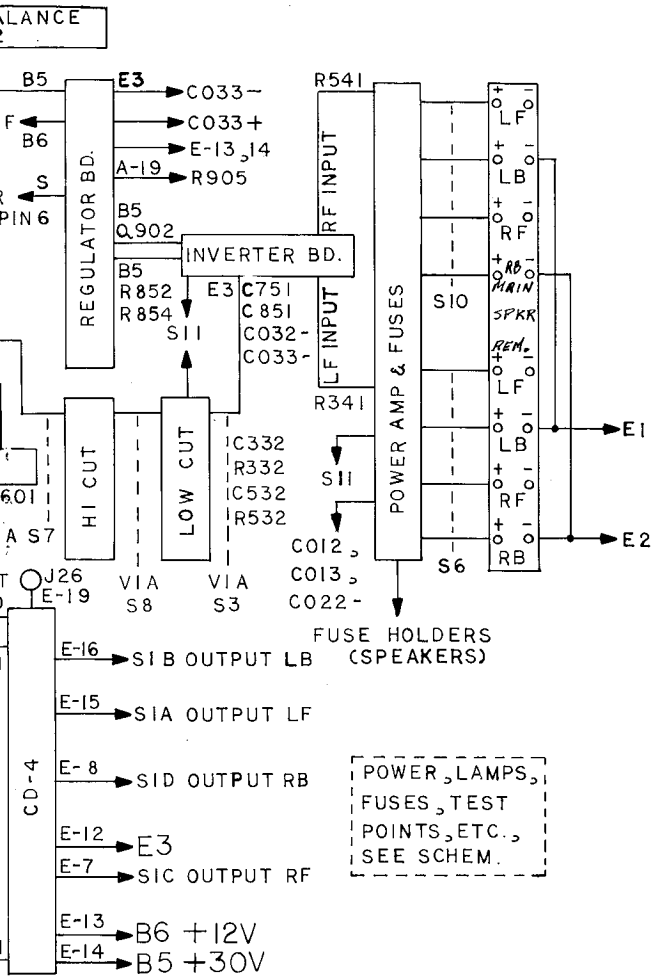 ALANCE
2
B5
E3
C033-
F
B6
C033+
E-13,14
A-19
R905
S
R
PIN 6
REGULATOR BD.
B5
Q902
INVERTER BD.
B5
R852
R854
E3
C751
C851
C032-
C033-
S11
R541
RF INPUT
LF INPUT
R341
POWER AMP & FUSES
S10
+ -
LF
+ -
LB
+ -
RF
+ RB -
MAIN
SPKR
REM.
+ -
LF
+ -
LB
+ -
RF
+ -
RB
E1
E2
S6
S11
C012,
C013,
C022-
FUSE HOLDERS
(SPEAKERS)
HI CUT
LOW CUT
C332
R332
C532
R532
601
A S7
VIA
S8
VIA
S3
T
J26
E-19
CD-4
E-16
S1B OUTPUT LB
E-15
S1A OUTPUT LF
E-8
S1D OUTPUT RB
E-12
E3
E-7
S1C OUTPUT RF
E-13
B6 +12V
E-14
B5 +30V
POWER, LAMPS,
FUSES, TEST
POINTS, ETC.,
SEE SCHEM.